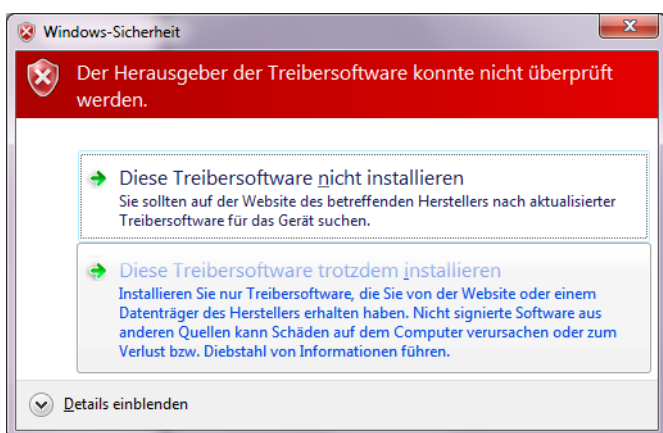 Windows-Sicherheit
Der Herausgeber der Treibersoftware konnte nicht überprüft
werden.
Diese Treibersoftware nicht installieren
Sie sollten auf der Website des betreffenden Herstellers nach aktualisierter
Treibersoftware für das Gerät suchen.
Diese Treibersoftware trotzdem installieren
Installieren Sie nur Treibersoftware, die Sie von der Website oder einem
Datenträger des Herstellers erhalten haben. Nicht signierte Software aus
anderen Quellen kann Schäden auf dem Computer verursachen oder zum
Verlust bzw. Diebstahl von Informationen führen.
Details einblenden